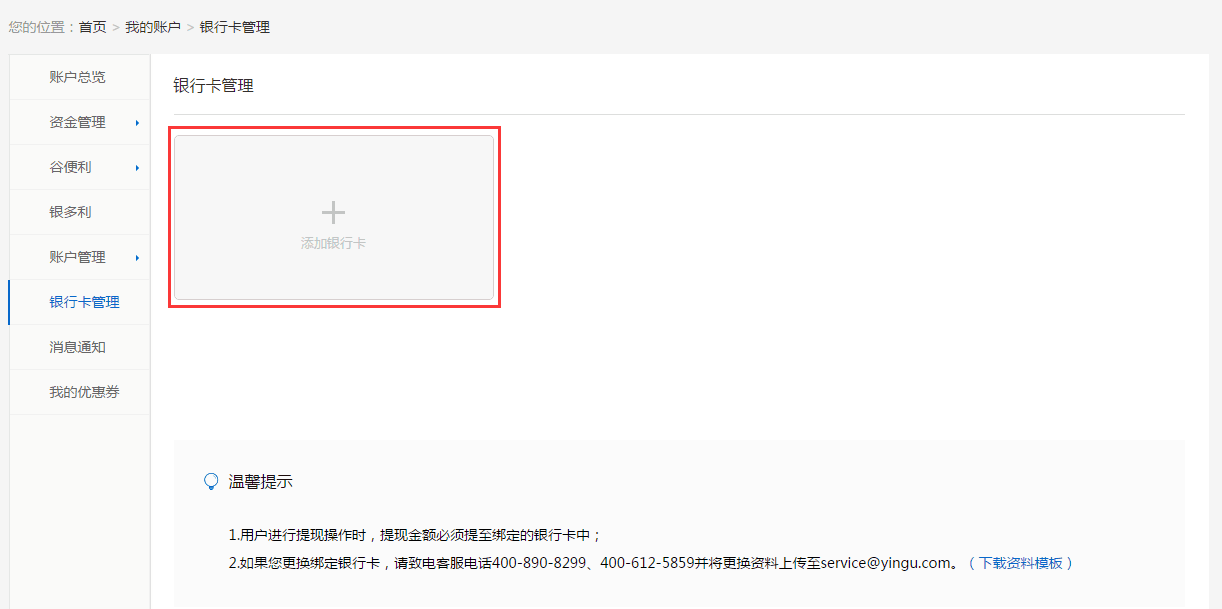 您的位置：首页 > 我的账户 > 银行卡管理
账户总览
资金管理
谷便利
银多利
账户管理
银行卡管理
消息通知
我的优惠券
银行卡管理
添加银行卡
温馨提示
1.用户进行提现操作时，提现金额必须提至绑定的银行卡中；
2.如果您更换绑定银行卡，请致电客服电话400-890-8299、400-612-5859并将更换资料上传至service@yingu.com。（下载资料模板）